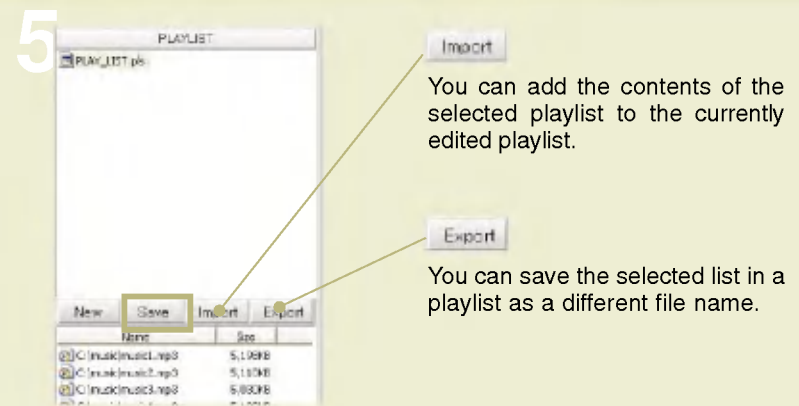 5
PLAYLIST
PLAY_LIST.pls
Import
You can add the contents of the
selected playlist to the currently
edited playlist.
Export
You can save the selected list in a
playlist as a different file name.
New Save Import Export
Name Size
C:\music\music1.mp3 5,198KB
C:\music\music2.mp3 5,110KB
C:\music\music3.mp3